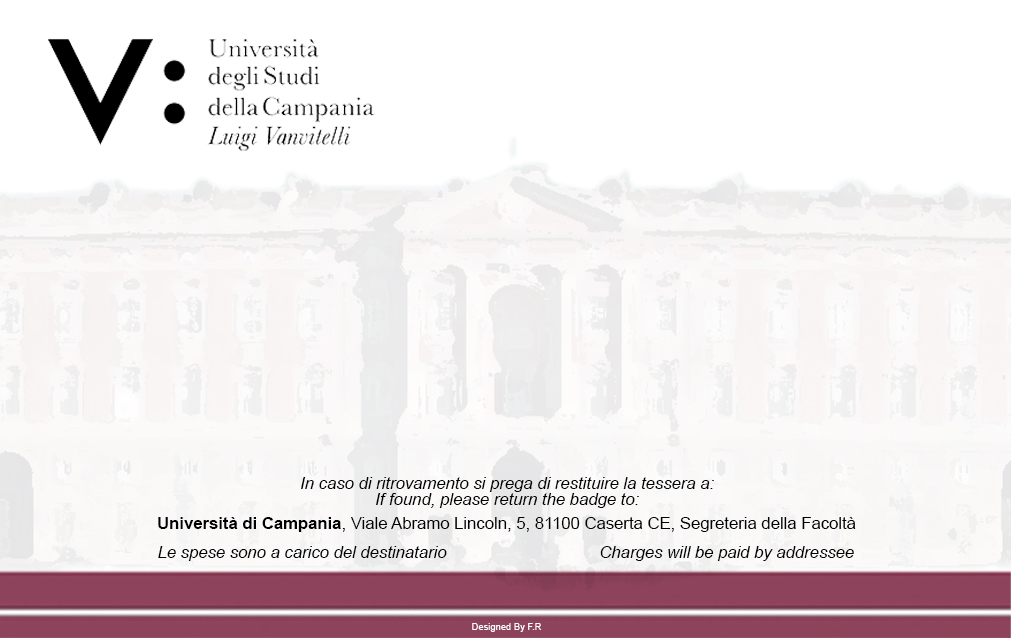 V:
Università
degli Studi
della Campania
Luigi Vanvitelli
In caso di ritrovamento si prega di restituire la tessera a:
If found, please return the badge to:
Università di Campania, Viale Abramo Lincoln, 5, 81100 Caserta CE, Segreteria della Facoltà
Le spese sono a carico del destinatario
Charges will be paid by addressee
Designed By F.R